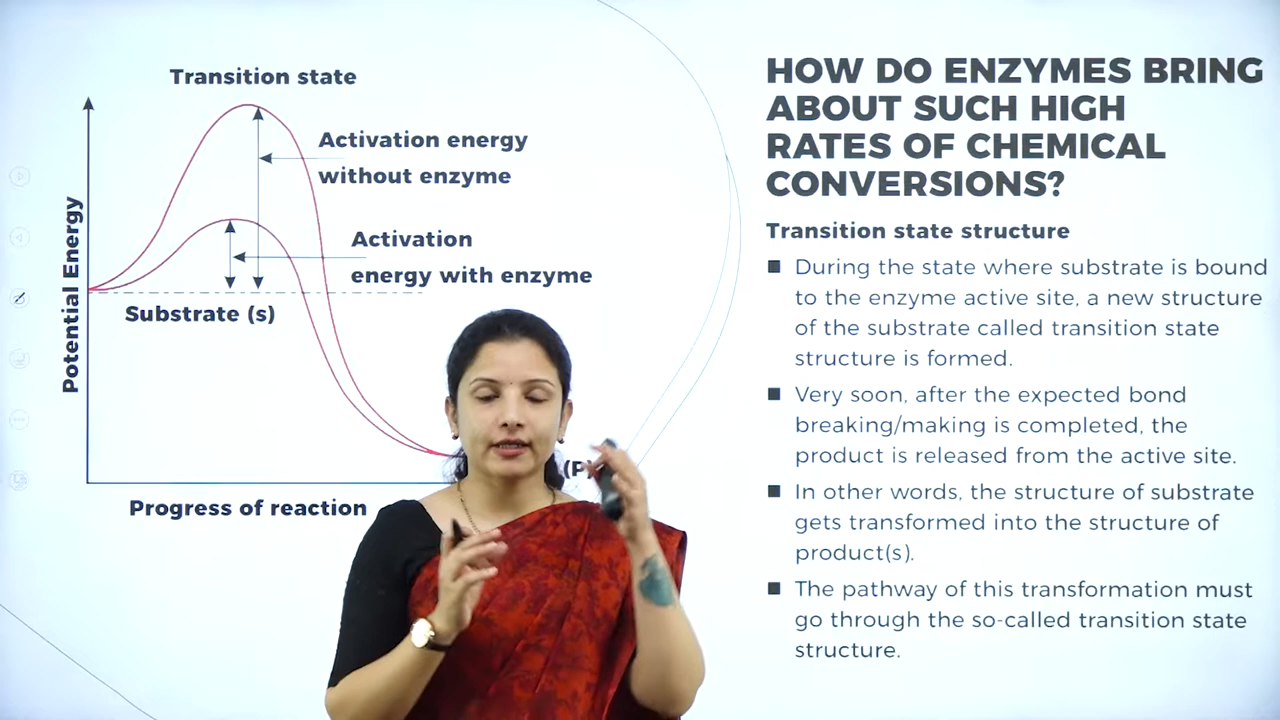 Transition state
Activation energy
without enzyme
Activation
energy with enzyme
Substrate (s)
Potential Energy
(P)
Progress of reaction
HOW DO ENZYMES BRING
ABOUT SUCH HIGH
RATES OF CHEMICAL
CONVERSIONS?
Transition state structure
■ During the state where substrate is bound
to the enzyme active site, a new structure
of the substrate called transition state
structure is formed.
■ Very soon, after the expected bond
breaking/making is completed, the
product is released from the active site.
■ In other words, the structure of substrate
gets transformed into the structure of
product(s).
■ The pathway of this transformation must
go through the so-called transition state
structure.